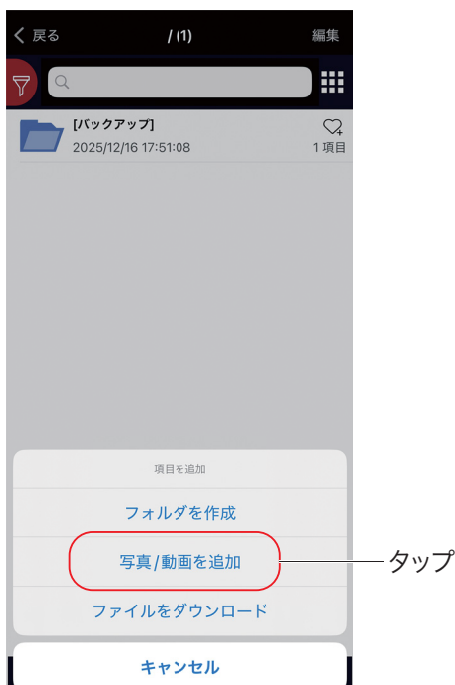 戻る / (1) 編集
[バックアップ]
2025/12/16 17:51:08 1 項目
項目を追加
フォルダを作成
写真/動画を追加 タップ
ファイルをダウンロード
キャンセル